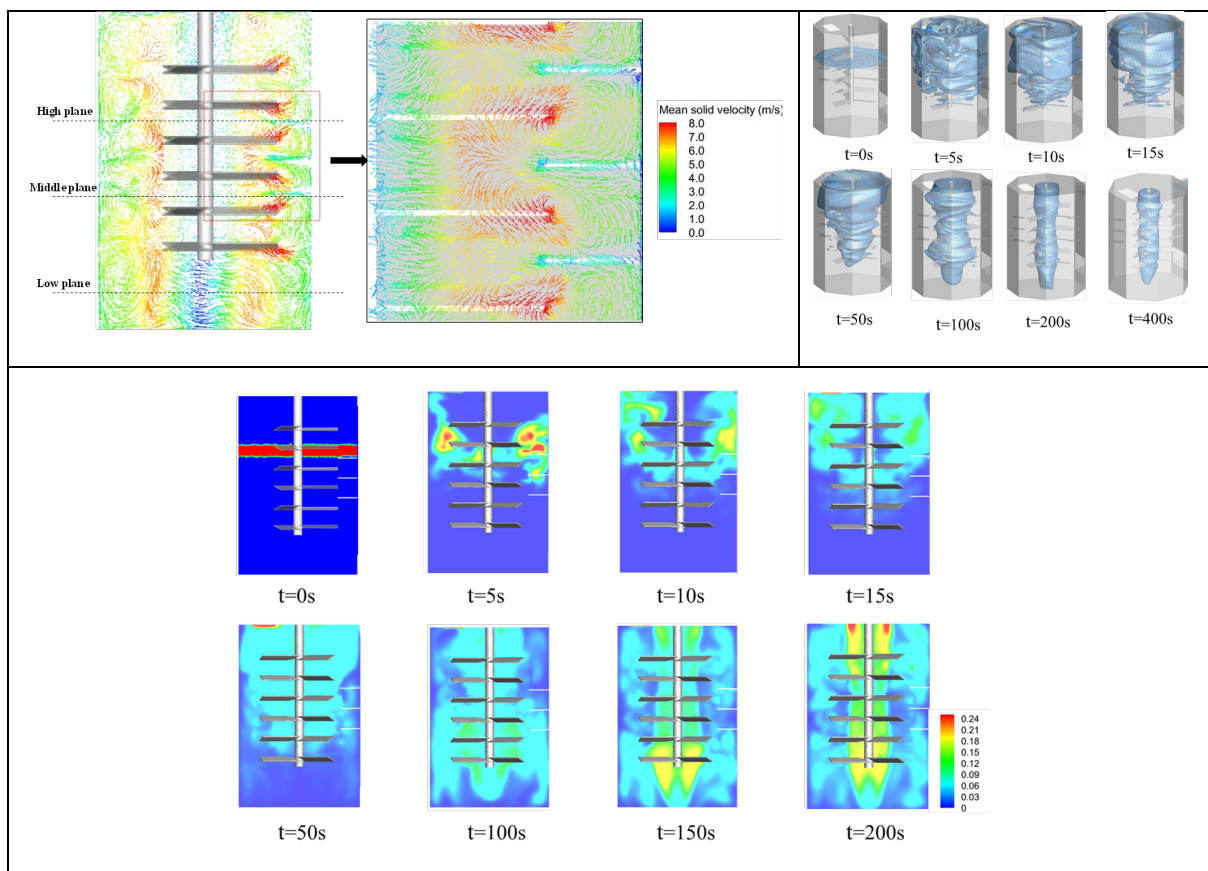 High plane
Middle plane
Low plane
Mean solid velocity (m/s)
8.0
7.0
6.0
5.0
4.0
3.0
2.0
1.0
0.0
t=0s
t=5s
t=10s
t=15s
t=50s
t=100s
t=200s
t=400s
t=0s
t=5s
t=10s
t=15s
t=50s
t=100s
t=150s
t=200s
0.24
0.21
0.18
0.15
0.12
0.09
0.06
0.03
0